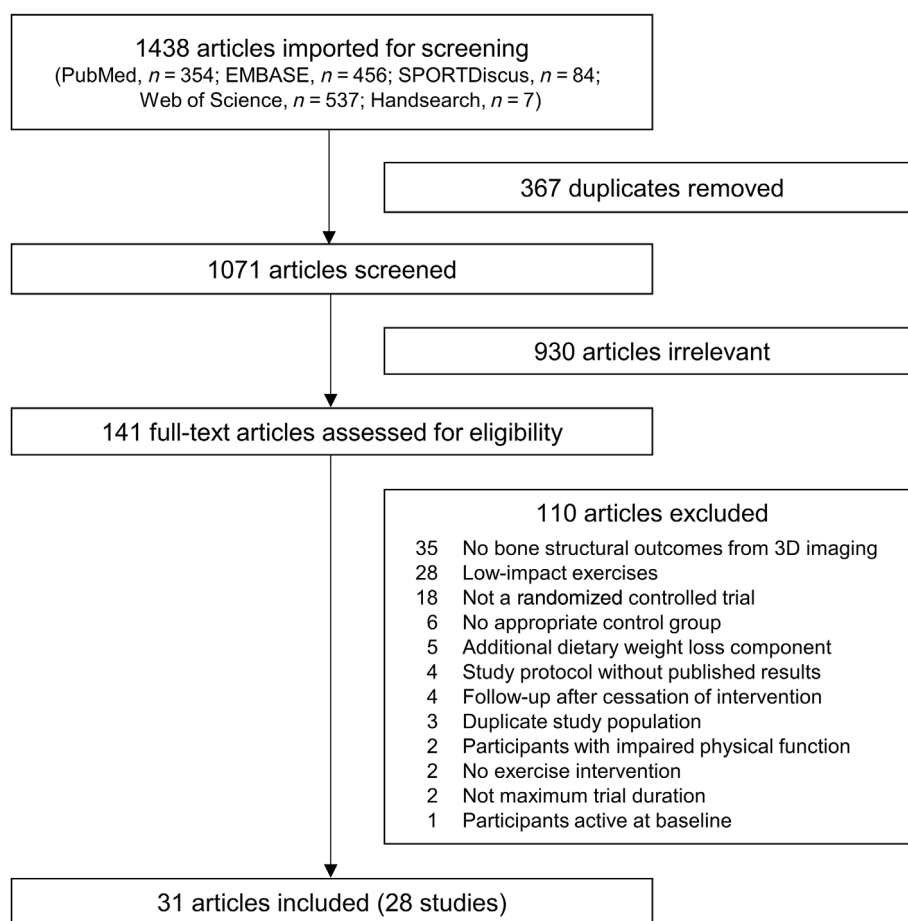 1438 articles imported for screening
(PubMed, n = 354; EMBASE, n = 456; SPORTDiscus, n = 84;
Web of Science, n = 537; Handsearch, n = 7)
367 duplicates removed
1071 articles screened
930 articles irrelevant
141 full-text articles assessed for eligibility
110 articles excluded
35 No bone structural outcomes from 3D imaging
28 Low-impact exercises
18 Not a randomized controlled trial
6 No appropriate control group
5 Additional dietary weight loss component
4 Study protocol without published results
4 Follow-up after cessation of intervention
3 Duplicate study population
2 Participants with impaired physical function
2 No exercise intervention
2 Not maximum trial duration
1 Participants active at baseline
31 articles included (28 studies)